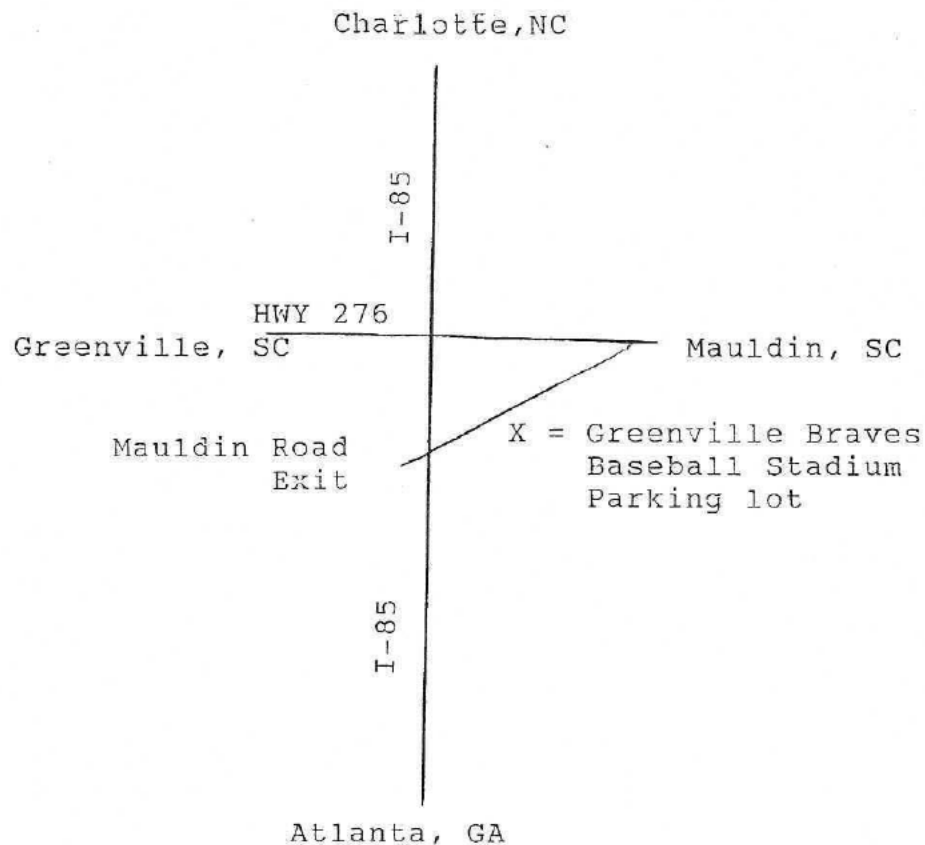 Charlotte,NC
I-85
HWY 276
Greenville, SC
Mauldin, SC
Mauldin Road
Exit
X = Greenville Braves
Baseball Stadium
Parking lot
I-85
Atlanta, GA